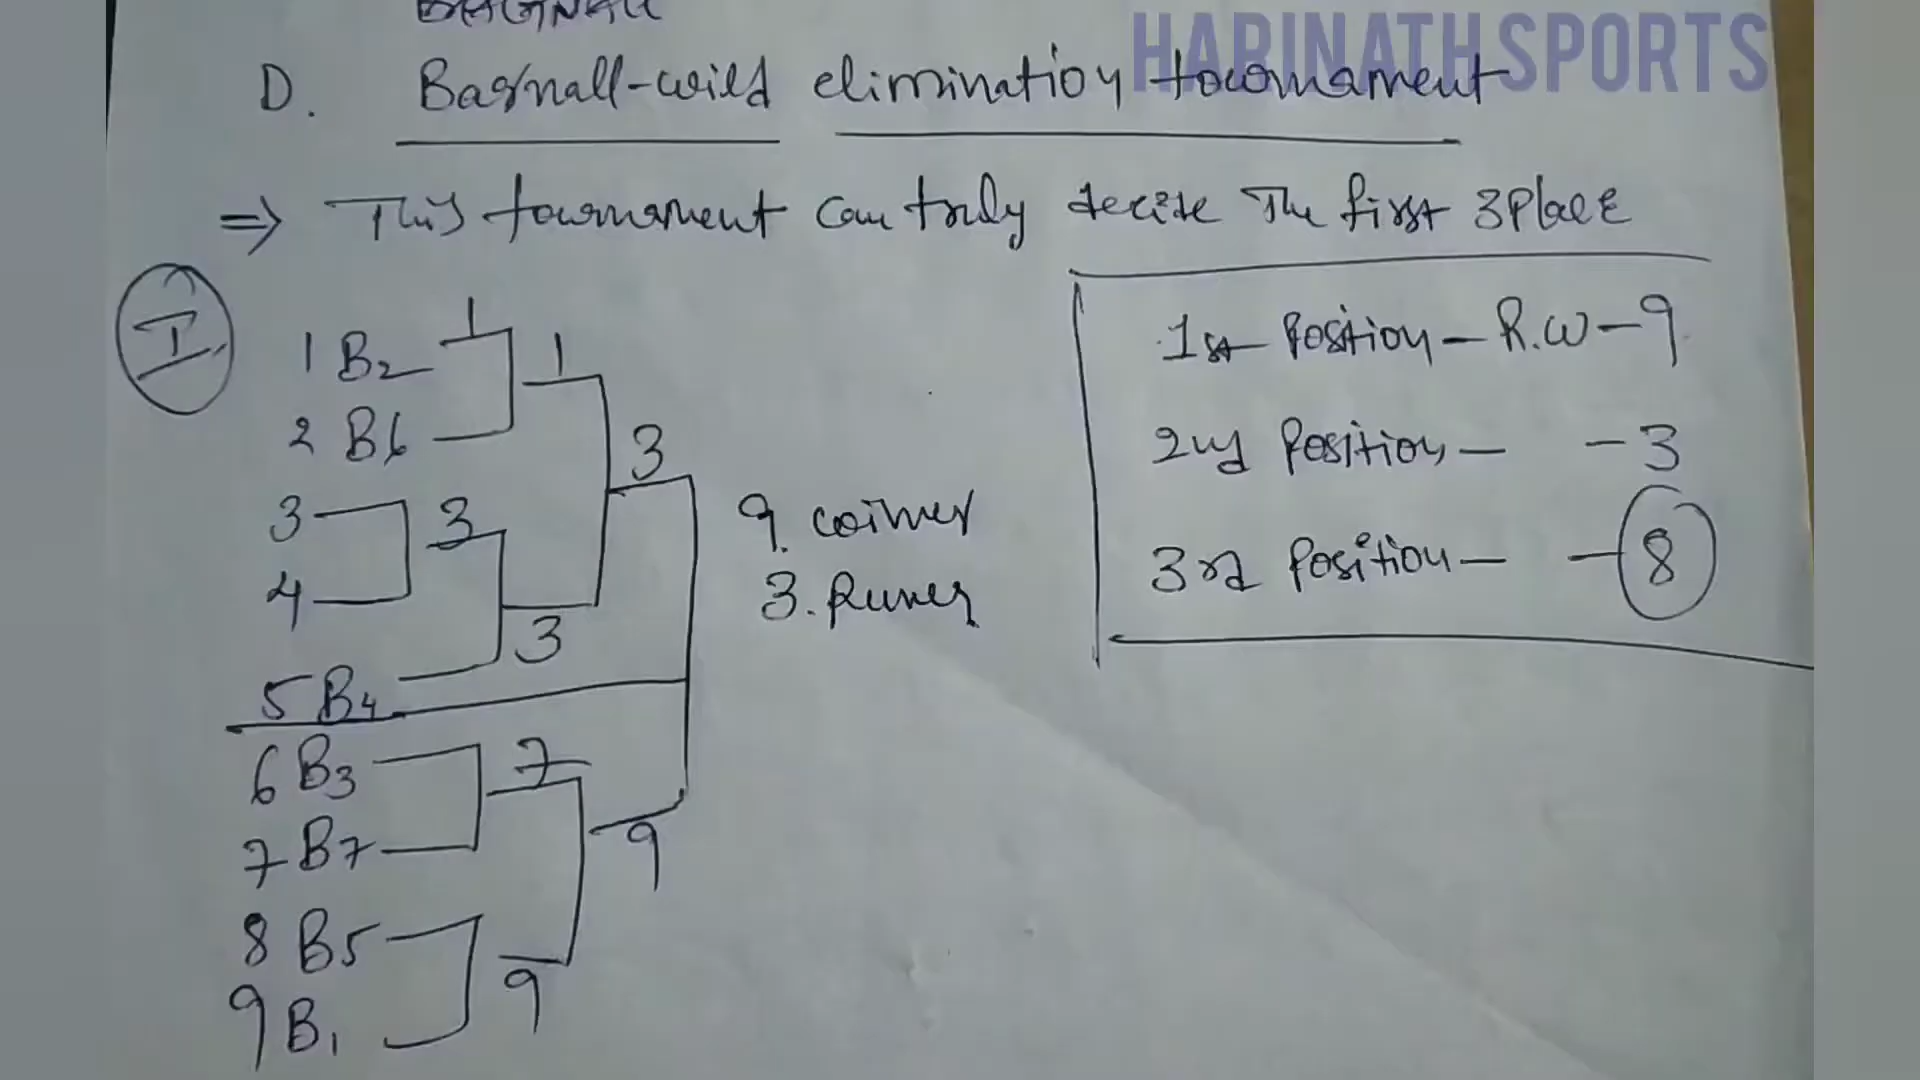 HARINATH SPORTS
D. Bagnall-wild elimination tournament
⇒ This tournament can truly decide The first 3 Place
I
1 B2
2 B6
3
4
5 B4
6 B3
7 B7
8 B5
9 B1
1
1
3
3
3
7
9
9
9. winner
3. Runer
1st Position - R.W - 9
2nd Position - - 3
3rd Position - - 8